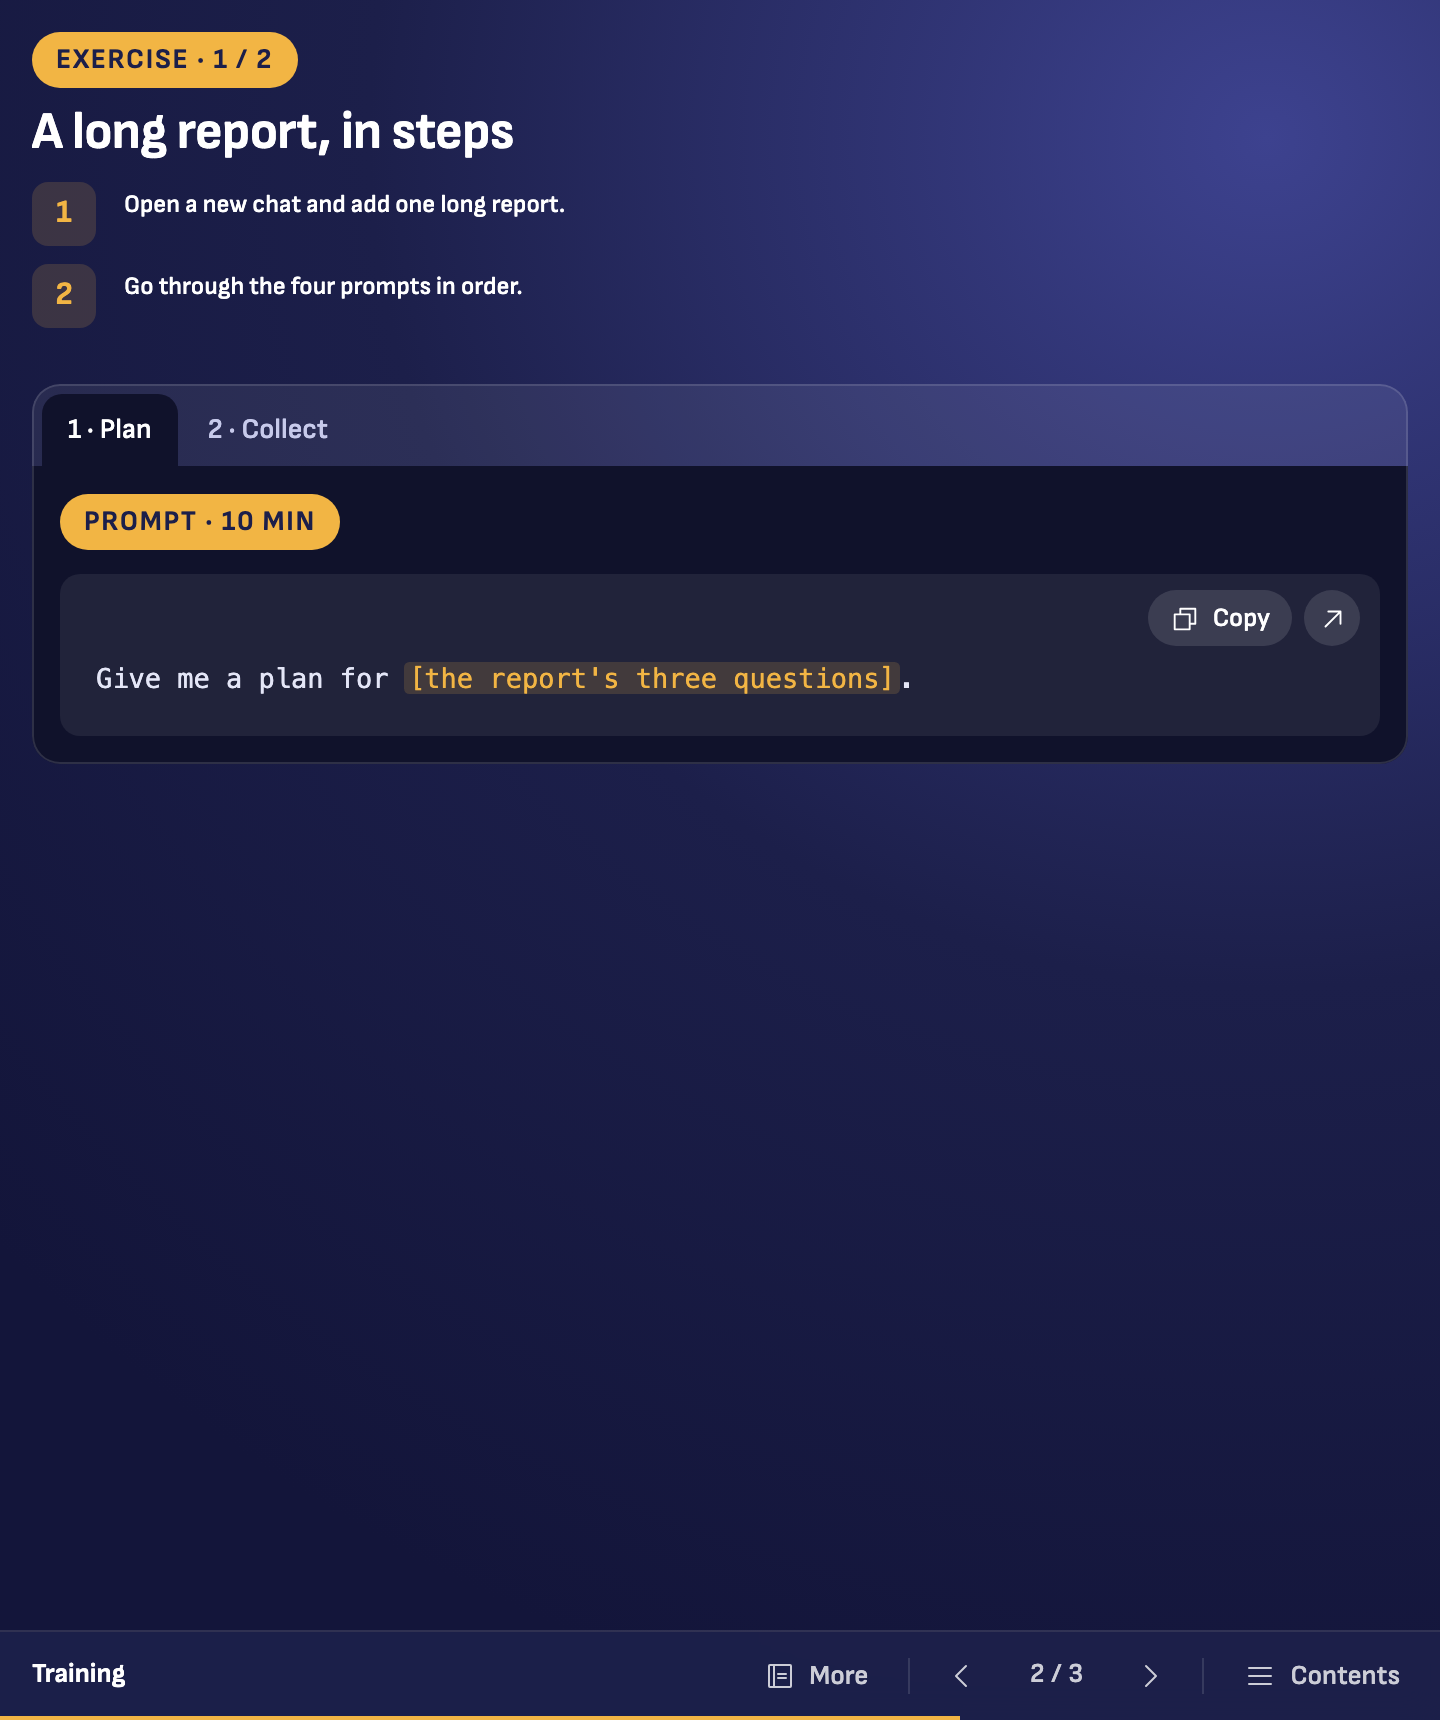 EXERCISE · 1 / 2
A long report, in steps
1 Open a new chat and add one long report.
2 Go through the four prompts in order.
1 · Plan 2 · Collect
PROMPT · 10 MIN
Copy
Give me a plan for [the report's three questions].
Training More 2 / 3 Contents